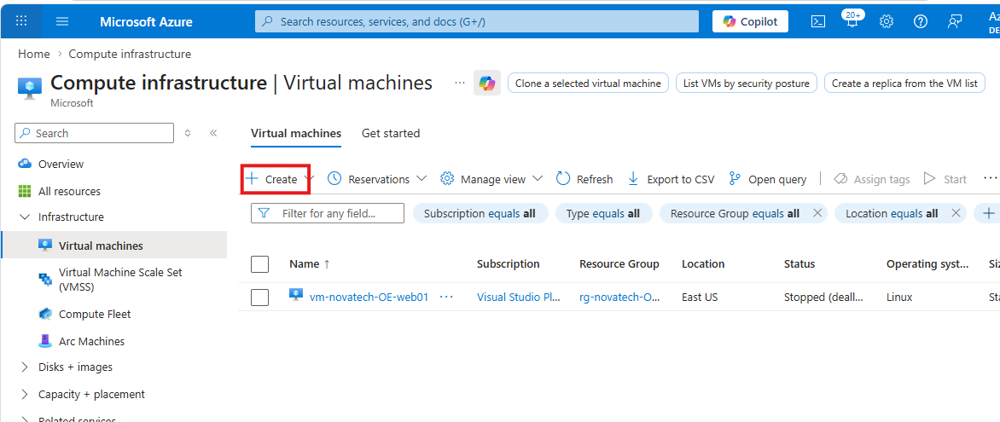 Microsoft Azure
Search resources, services, and docs (G+/)
Copilot
20+
Home > Compute infrastructure
Compute infrastructure | Virtual machines
...
Clone a selected virtual machine
List VMs by security posture
Create a replica from the VM list
Microsoft
Search
Virtual machines
Get started
Overview
All resources
Infrastructure
Virtual machines
Virtual Machine Scale Set
(VMSS)
Compute Fleet
Arc Machines
Disks + images
Capacity + placement
Related services
+ Create
Reservations
Manage view
Refresh
Export to CSV
Open query
Assign tags
Start
...
Filter for any field...
Subscription equals all
Type equals all
Resource Group equals all
Location equals all
Name ↑ Subscription Resource Group Location Status Operating syst...
vm-novatech-OE-web01 ... Visual Studio Pl... rg-novatech-O... East US Stopped (deall... Linux